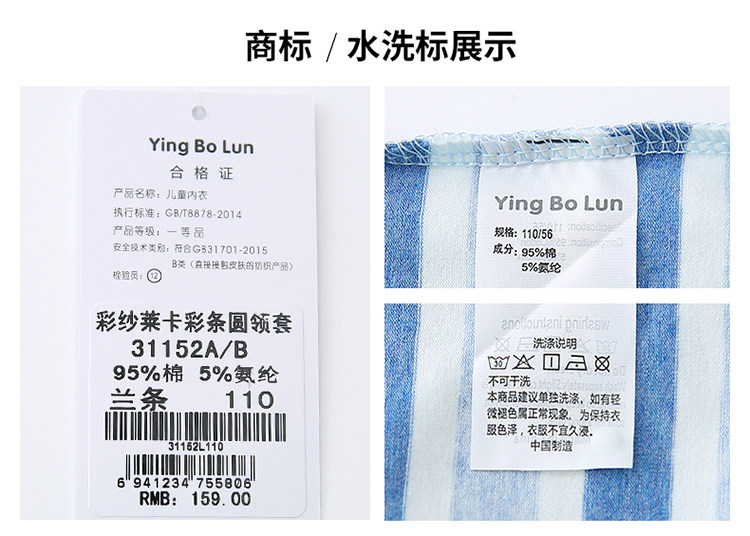 商标 / 水洗标展示
Ying Bo Lun
合格证
产品名称：儿童内衣
执行标准：GB/T8878-2014
产品等级：一等品
安全技术类别：符合GB31701-2015
B类（直接接触皮肤的纺织产品）
检验员：12
彩纱莱卡彩条圆领套
31152A/B
95%棉 5%氨纶
兰条 110
31152L110
6 941234 755806
RMB: 159.00
Ying Bo Lun
规格：110/56
成分：95%棉
5%氨纶
washing instructions
洗涤说明
30
不可干洗
本商品建议单独洗涤，如有轻
微褪色属正常现象，为保持衣
服色泽，衣服不宜久浸。
中国制造